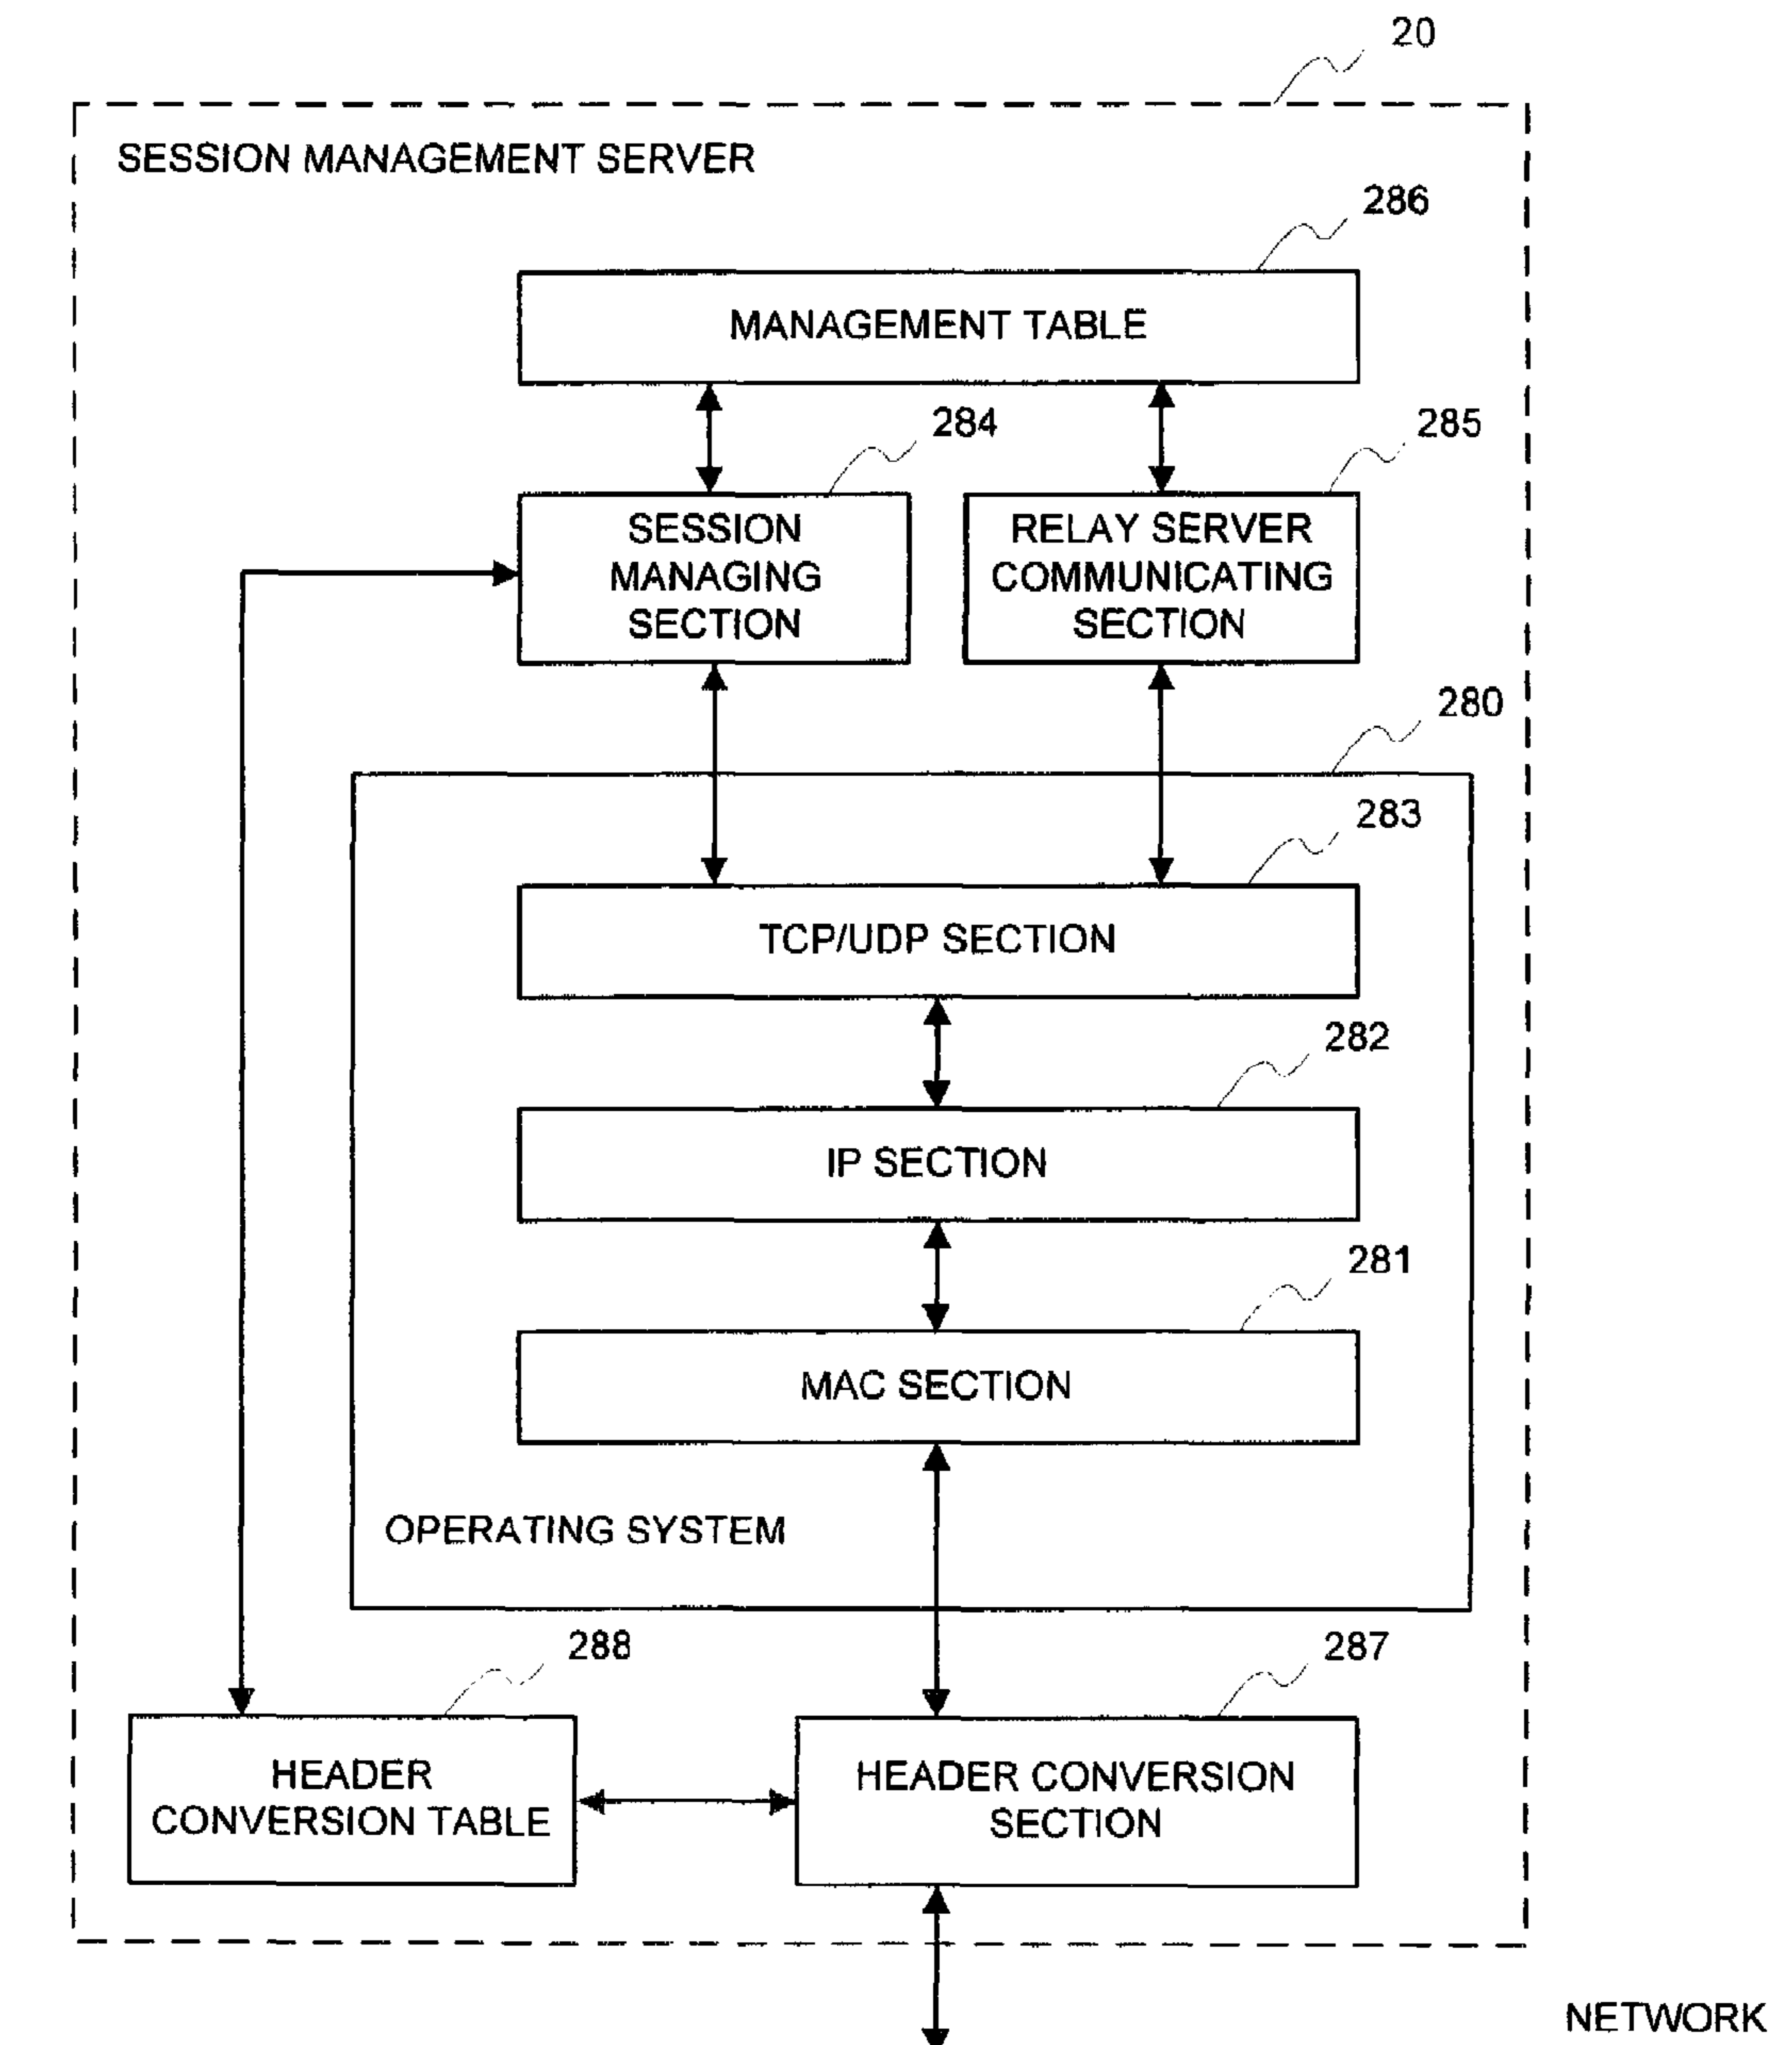 20
SESSION MANAGEMENT SERVER
286
MANAGEMENT TABLE
284
285
SESSION
MANAGING
SECTION
RELAY SERVER
COMMUNICATING
SECTION
280
283
TCP/UDP SECTION
282
IP SECTION
281
MAC SECTION
OPERATING SYSTEM
288
287
HEADER
CONVERSION TABLE
HEADER CONVERSION
SECTION
NETWORK